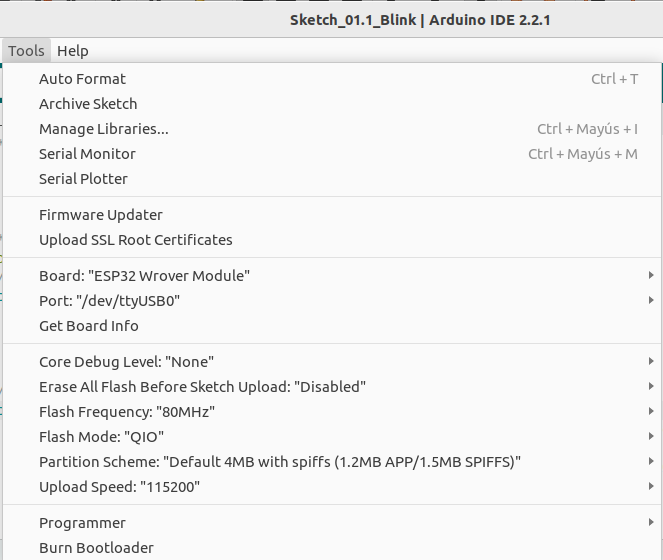 Sketch_01.1_Blink | Arduino IDE 2.2.1
Tools Help
Auto Format Ctrl + T
Archive Sketch
Manage Libraries... Ctrl + Mayús + I
Serial Monitor Ctrl + Mayús + M
Serial Plotter
Firmware Updater
Upload SSL Root Certificates
Board: "ESP32 Wrover Module"
Port: "/dev/ttyUSB0"
Get Board Info
Core Debug Level: "None"
Erase All Flash Before Sketch Upload: "Disabled"
Flash Frequency: "80MHz"
Flash Mode: "QIO"
Partition Scheme: "Default 4MB with spiffs (1.2MB APP/1.5MB SPIFFS)"
Upload Speed: "115200"
Programmer
Burn Bootloader